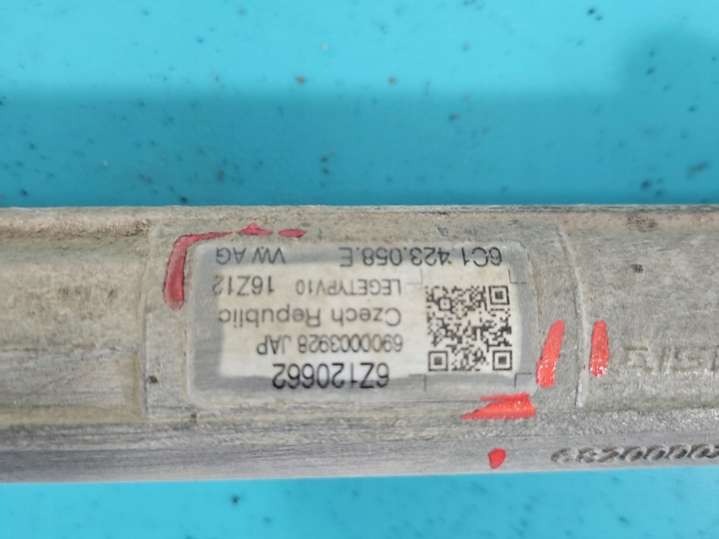 6C1.423.058.E VW AG
LEGETYPV10 16Z12
Czech Republic
6900003928 JAP
6Z120662